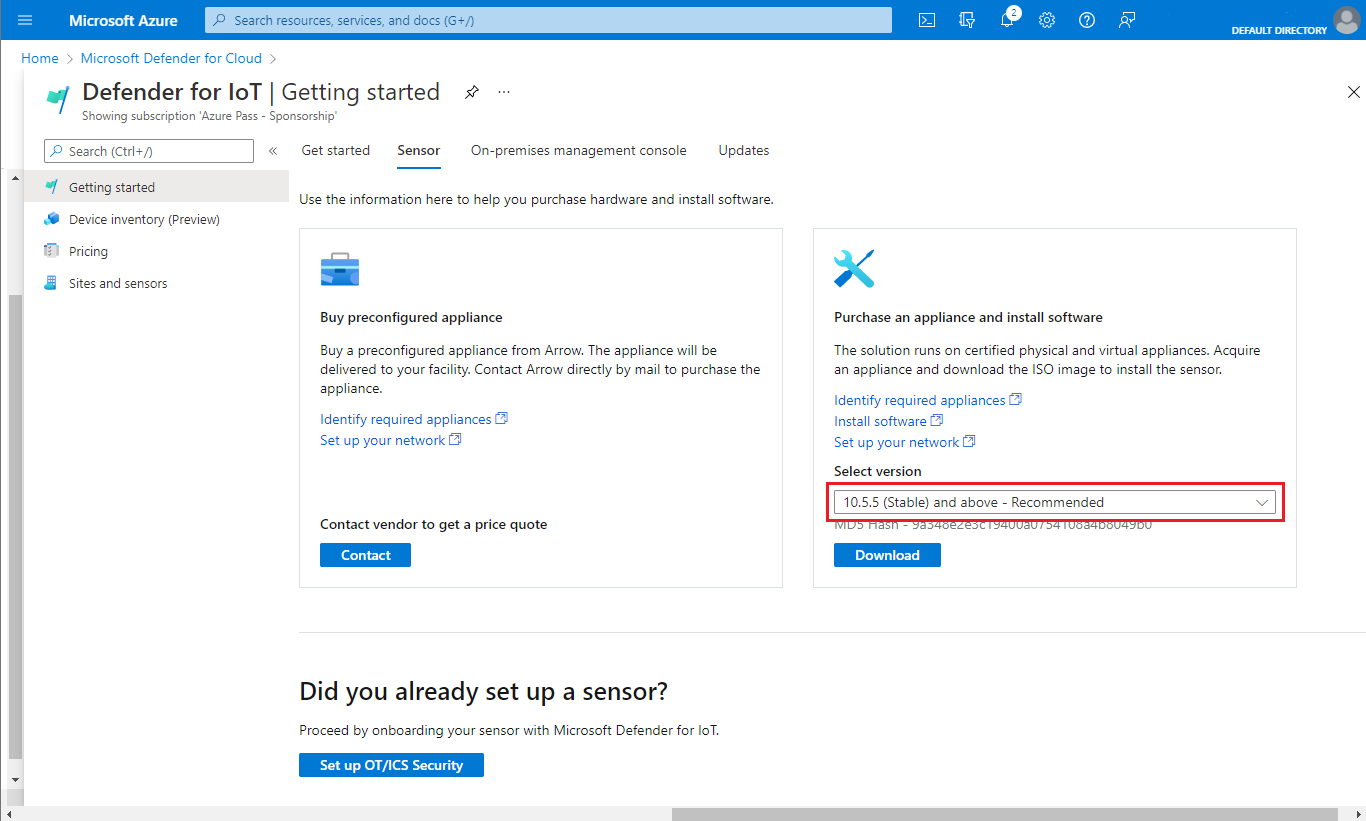 Microsoft Azure
Search resources, services, and docs (G+/)
2
DEFAULT DIRECTORY
Home
Microsoft Defender for Cloud
Defender for IoT | Getting started
...
Showing subscription 'Azure Pass - Sponsorship'
Search (Ctrl+/)
«
Getting started
Device inventory (Preview)
Pricing
Sites and sensors
Get started
Sensor
On-premises management console
Updates
Use the information here to help you purchase hardware and install software.
Buy preconfigured appliance
Buy a preconfigured appliance from Arrow. The appliance will be
delivered to your facility. Contact Arrow directly by mail to purchase the
appliance.
Identify required appliances
Set up your network
Contact vendor to get a price quote
Contact
Purchase an appliance and install software
The solution runs on certified physical and virtual appliances. Acquire
an appliance and download the ISO image to install the sensor.
Identify required appliances
Install software
Set up your network
Select version
10.5.5 (Stable) and above - Recommended
MD5 Hash - 9a348e2e3c19400a0754108a4b8049b0
Download
Did you already set up a sensor?
Proceed by onboarding your sensor with Microsoft Defender for IoT.
Set up OT/ICS Security